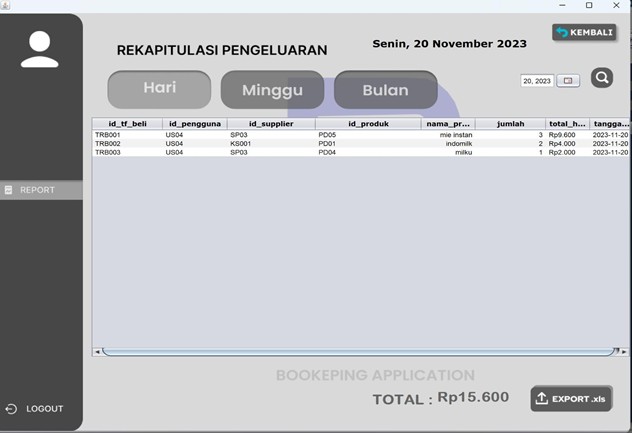 KEMBALI
REKAPITULASI PENGELUARAN
Senin, 20 November 2023
Hari Minggu Bulan
20, 2023
id_tf_beli id_pengguna id_supplier id_produk nama_pr... jumlah total_h... tangga...
TRB001 US04 SP03 PD05 mie instan 3 Rp9.600 2023-11-20
TRB002 US04 KS001 PD01 indomilk 2 Rp4.000 2023-11-20
TRB003 US04 SP03 PD04 milku 1 Rp2.000 2023-11-20
REPORT
BOOKEPING APPLICATION
TOTAL : Rp15.600
EXPORT .xls
LOGOUT